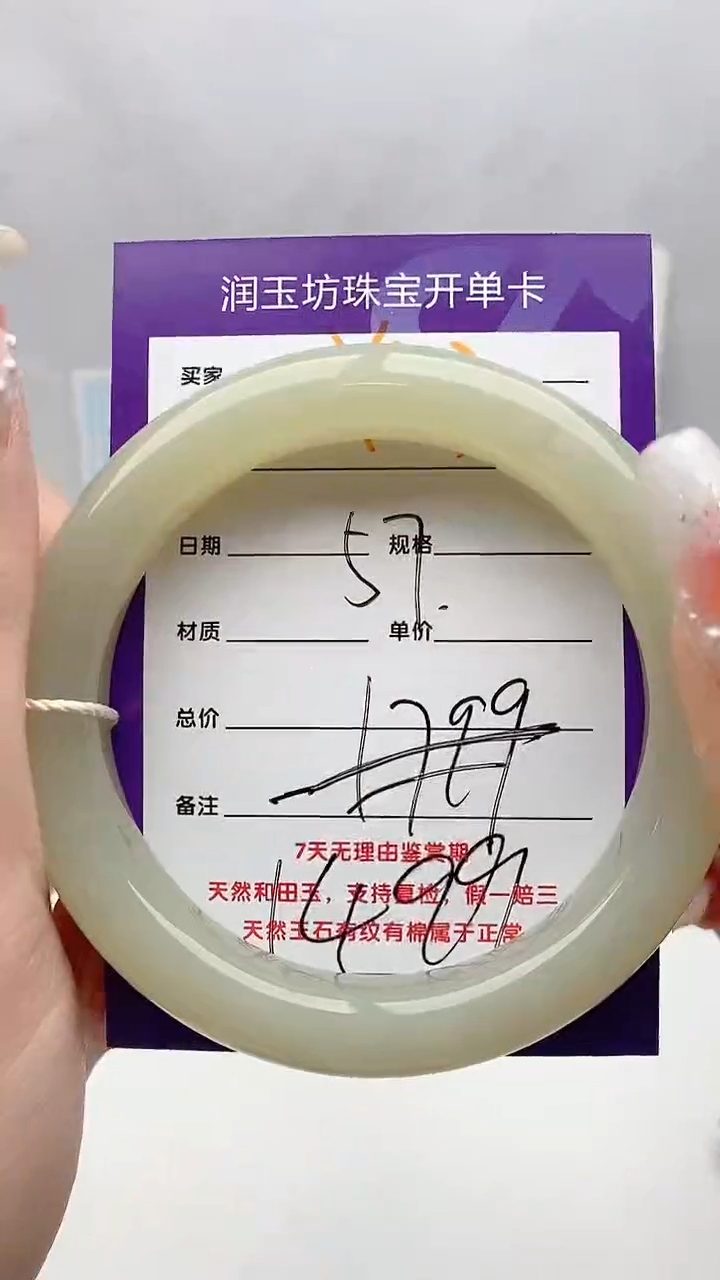 润玉坊珠宝开单卡
买家
日期 57. 规格
材质 单价
总价 1799
备注
7天无理由鉴赏期
1499
天然和田玉，支持复检，假一赔三
天然玉石有纹有棉属于正常